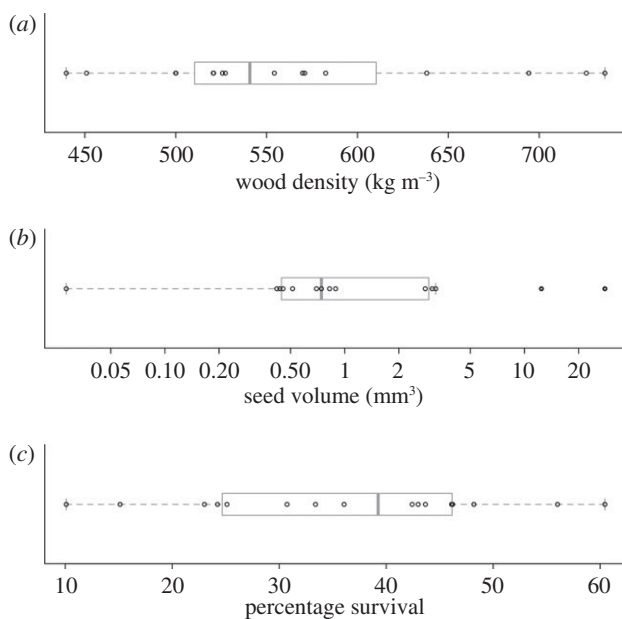 (a)
450 500 550 600 650 700
wood density (kg m⁻³)
(b)
0.05 0.10 0.20 0.50 1 2 5 10 20
seed volume (mm³)
(c)
10 20 30 40 50 60
percentage survival